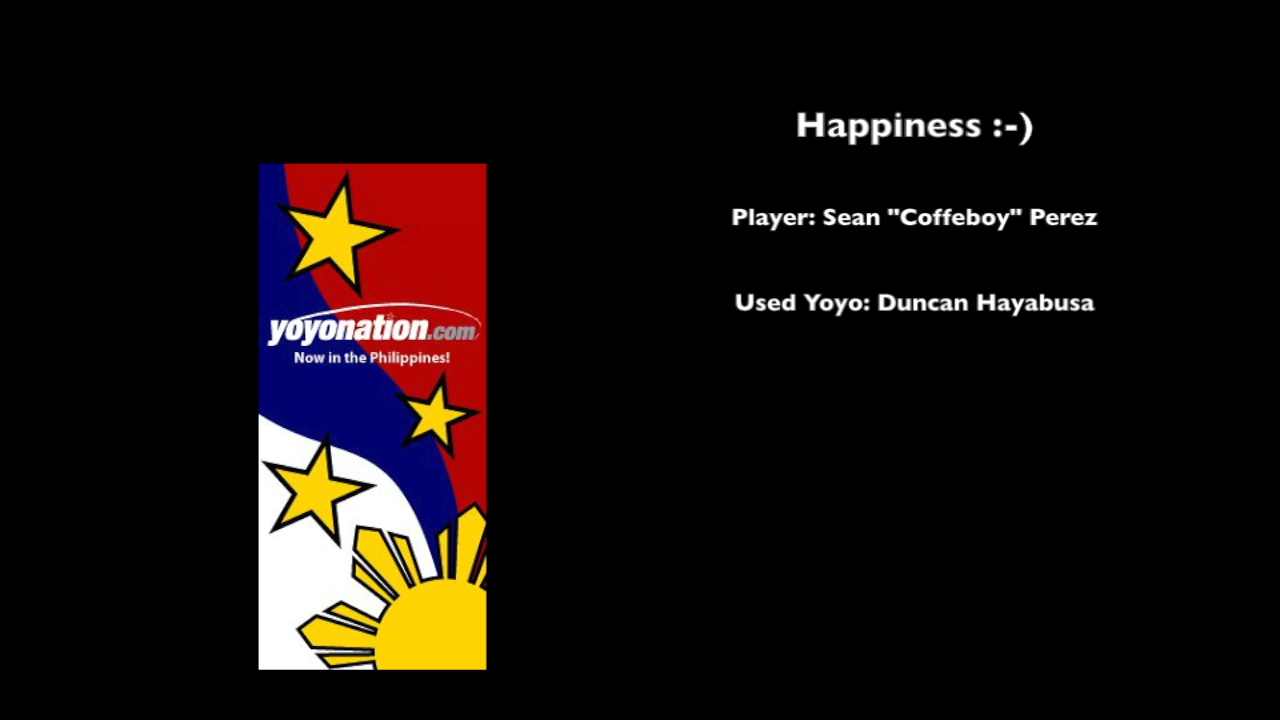 Happiness :-)
Player: Sean "Coffeboy" Perez
Used Yoyo: Duncan Hayabusa
yoyonation.com
Now in the Philippines!